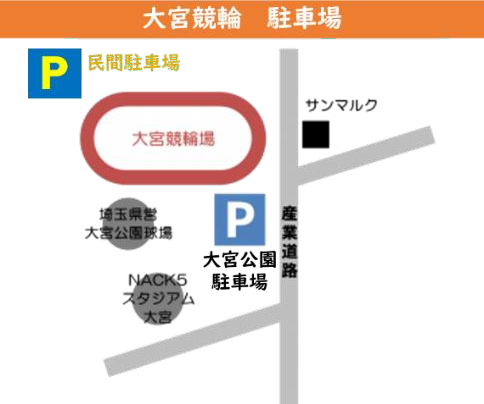 大宮競輪　駐車場
P
民間駐車場
サンマルク
大宮競輪場
埼玉県営
大宮公園球場
P
大宮公園
駐車場
産業道路
NACK5
スタジアム
大宮